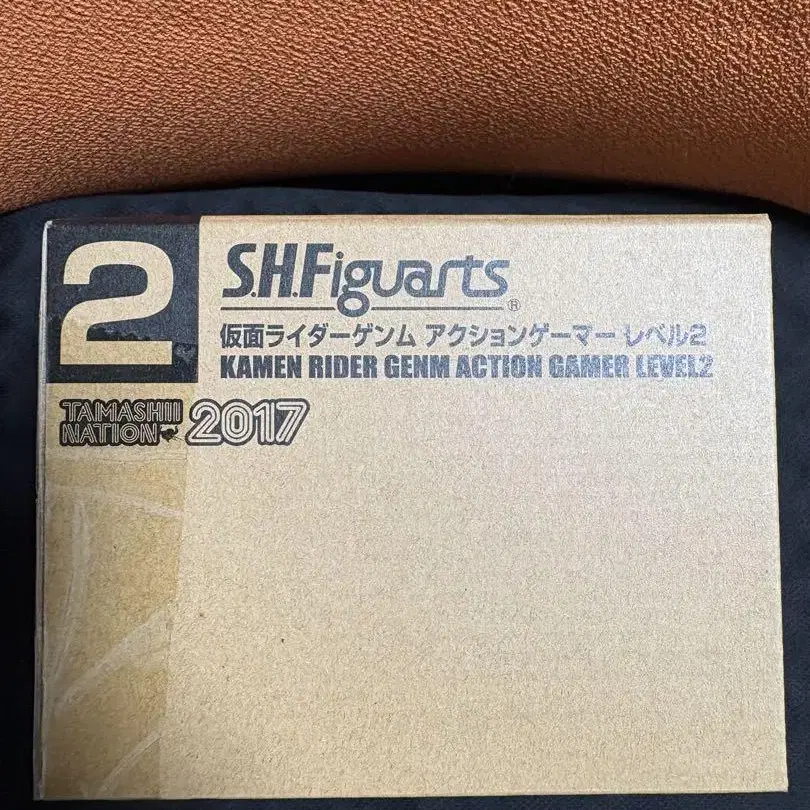 2
S.H.Figuarts®
仮面ライダーゲンム アクションゲーマー レベル2
KAMEN RIDER GENM ACTION GAMER LEVEL2
TAMASHII NATION 2017